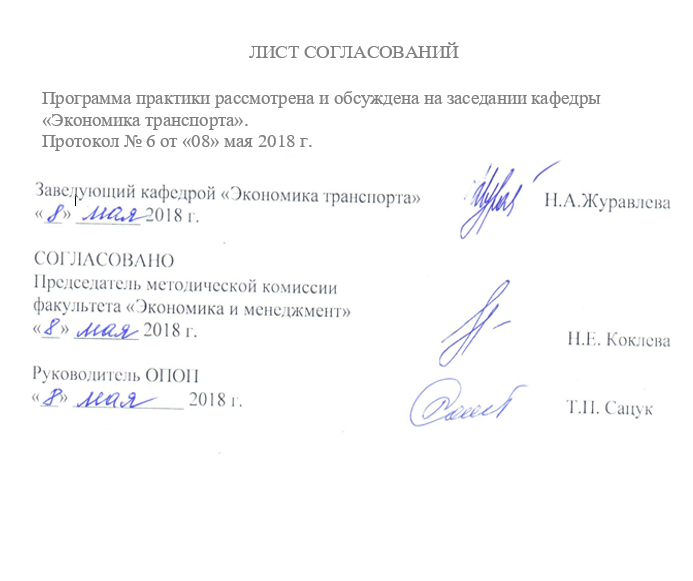 ЛИСТ СОГЛАСОВАНИЙ
Программа практики рассмотрена и обсуждена на заседании кафедры
«Экономика транспорта».
Протокол № 6 от «08» мая 2018 г.
Заведующий кафедрой «Экономика транспорта» Н.А.Журавлева
«8» мая 2018 г.
СОГЛАСОВАНО
Председатель методической комиссии
факультета «Экономика и менеджмент»
«8» мая 2018 г. Н.Е. Коклева
Руководитель ОПОП
«8» мая 2018 г. Т.П. Сацук